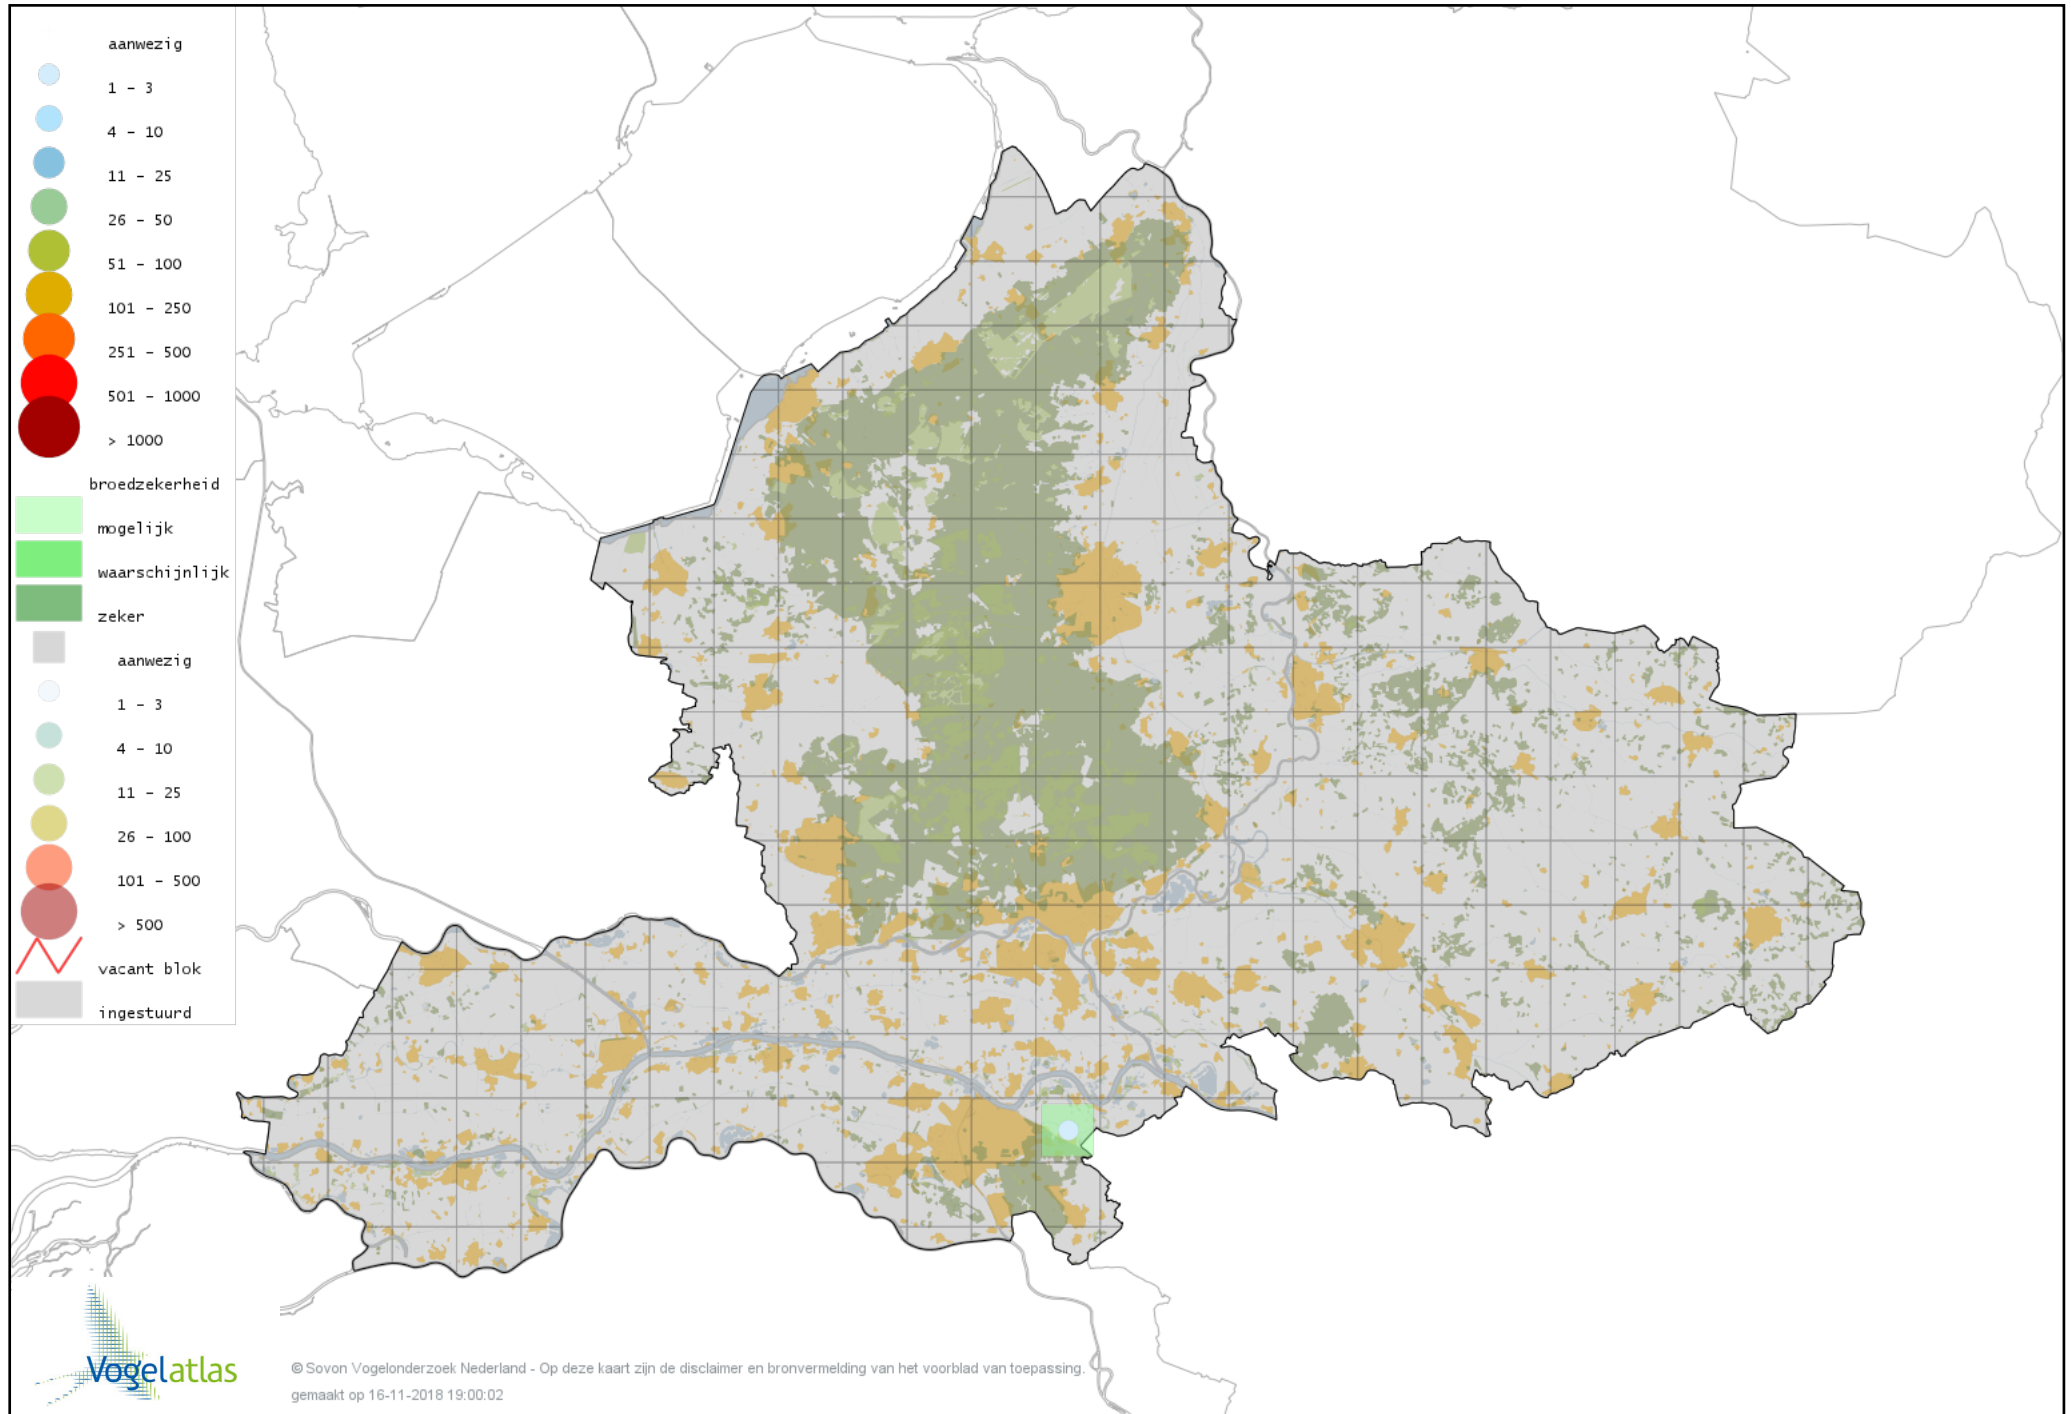 aanwezig
1 - 3
4 - 10
11 - 25
26 - 50
51 - 100
101 - 250
251 - 500
501 - 1000
> 1000
broedzekerheid
mogelijk
waarschijnlijk
zeker
aanwezig
1 - 3
4 - 10
11 - 25
26 - 100
101 - 500
> 500
vacant blok
ingestuurd
Vogelatlas
© Sovon Vogelonderzoek Nederland - Op deze kaart zijn de disclaimer en bronvermelding van het voorblad van toepassing.
gemaakt op 16-11-2018 19:00:02